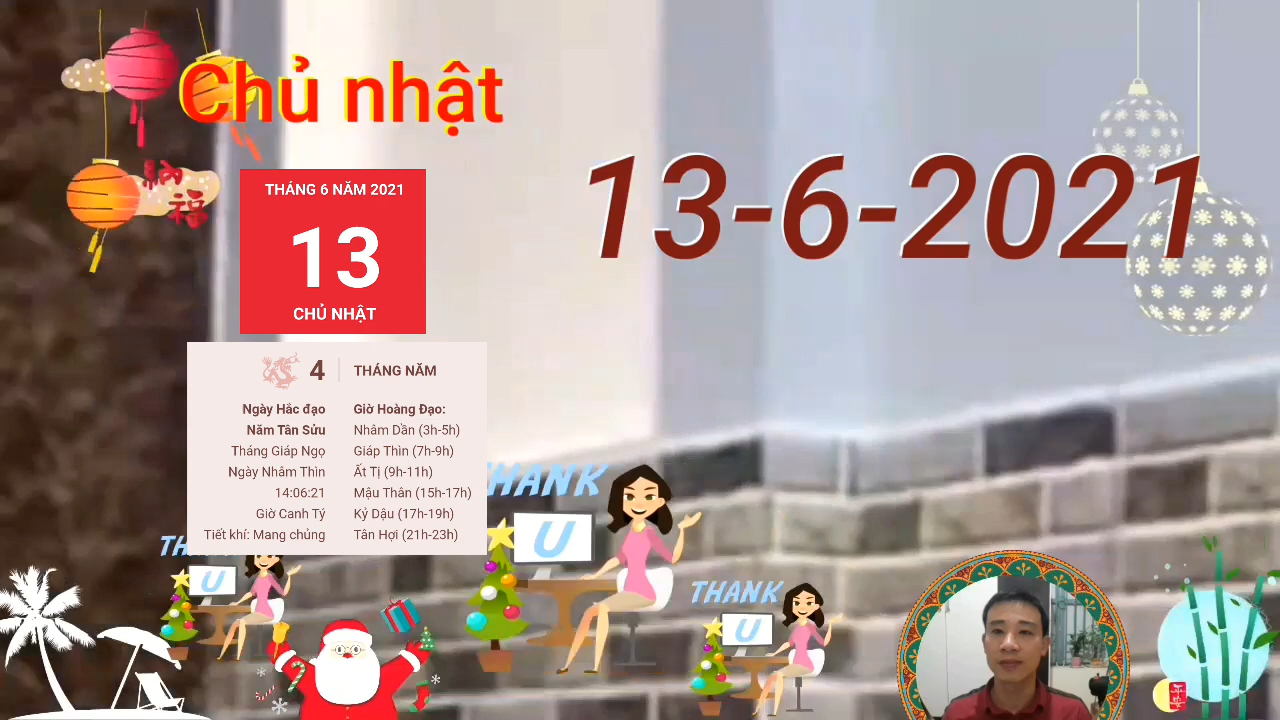 Chủ nhật
13-6-2021
納
福
THÁNG 6 NĂM 2021
13
CHỦ NHẬT
4 THÁNG NĂM
Ngày Hắc đạo
Năm Tân Sửu
Tháng Giáp Ngọ
Ngày Nhâm Thìn
14:06:21
Giờ Canh Tý
Tiết khí: Mang chủng
Giờ Hoàng Đạo:
Nhâm Dần (3h-5h)
Giáp Thìn (7h-9h)
Ất Tị (9h-11h)
Mậu Thân (15h-17h)
Kỷ Dậu (17h-19h)
Tân Hợi (21h-23h)
THANK
U
TH
U
THANK
U